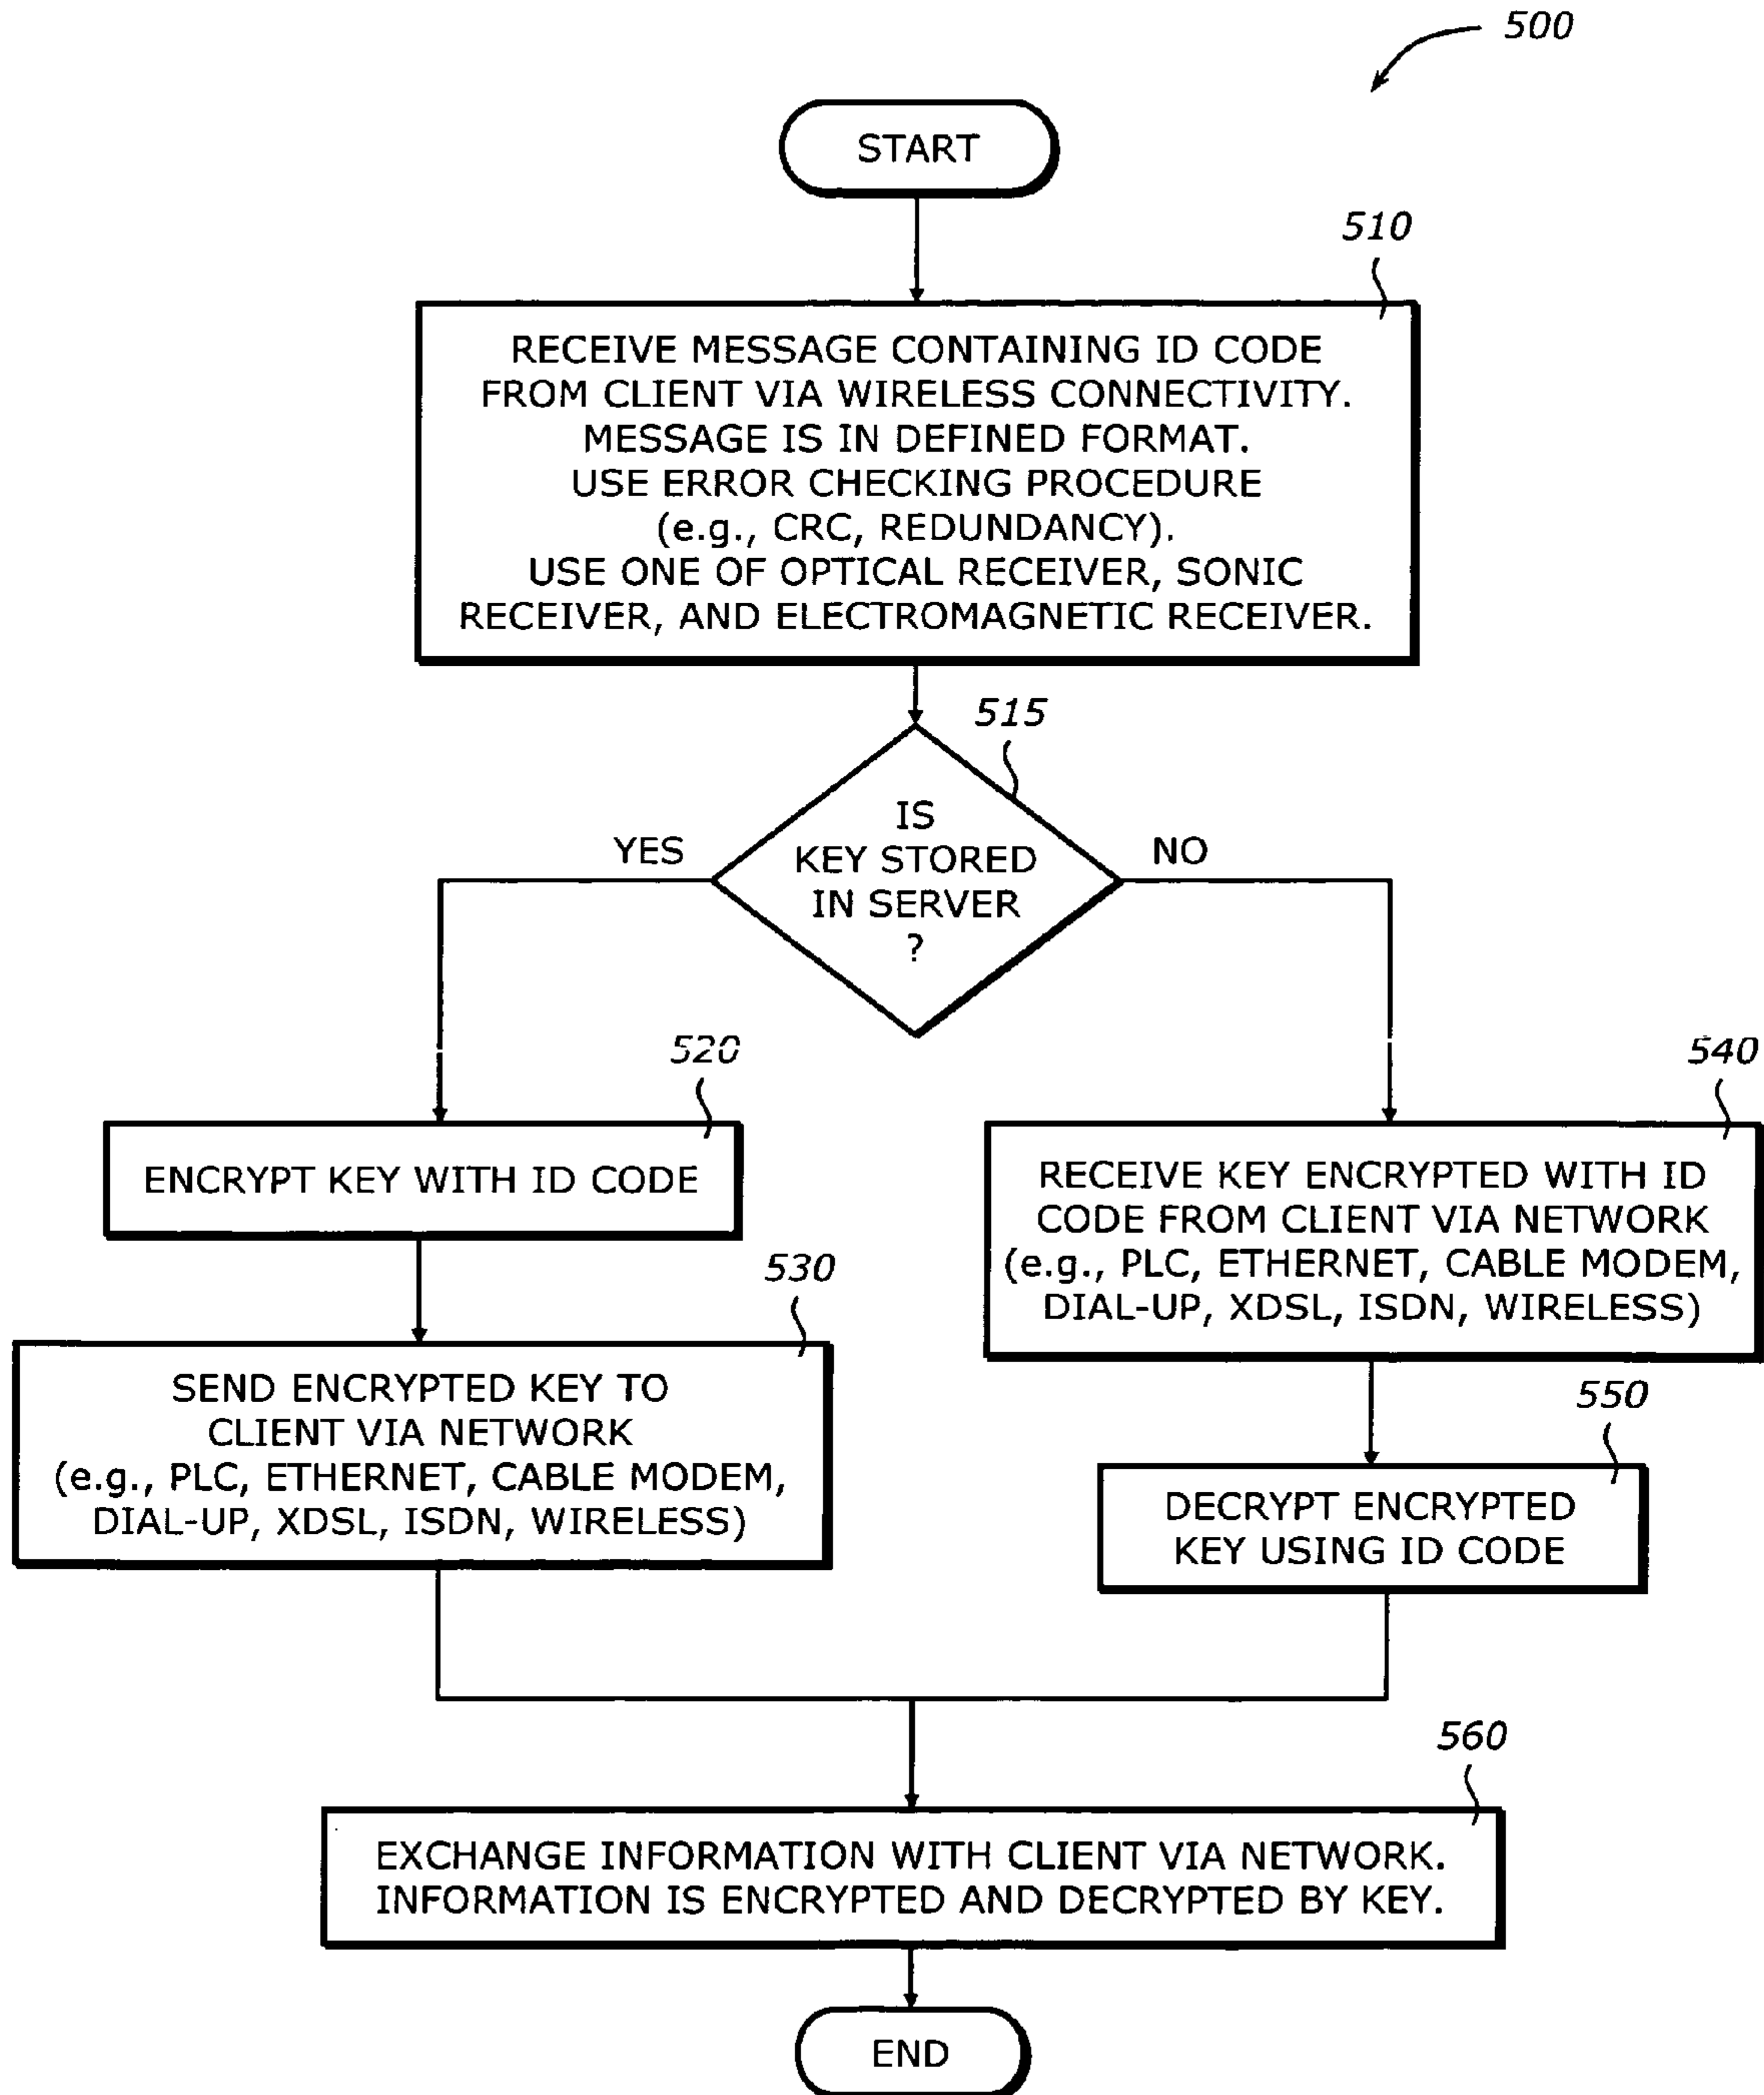 500
START
510
RECEIVE MESSAGE CONTAINING ID CODE
FROM CLIENT VIA WIRELESS CONNECTIVITY.
MESSAGE IS IN DEFINED FORMAT.
USE ERROR CHECKING PROCEDURE
(e.g., CRC, REDUNDANCY).
USE ONE OF OPTICAL RECEIVER, SONIC
RECEIVER, AND ELECTROMAGNETIC RECEIVER.
515
IS
KEY STORED
IN SERVER
?
YES
NO
520
ENCRYPT KEY WITH ID CODE
530
SEND ENCRYPTED KEY TO
CLIENT VIA NETWORK
(e.g., PLC, ETHERNET, CABLE MODEM,
DIAL-UP, XDSL, ISDN, WIRELESS)
540
RECEIVE KEY ENCRYPTED WITH ID
CODE FROM CLIENT VIA NETWORK
(e.g., PLC, ETHERNET, CABLE MODEM,
DIAL-UP, XDSL, ISDN, WIRELESS)
550
DECRYPT ENCRYPTED
KEY USING ID CODE
560
EXCHANGE INFORMATION WITH CLIENT VIA NETWORK.
INFORMATION IS ENCRYPTED AND DECRYPTED BY KEY.
END